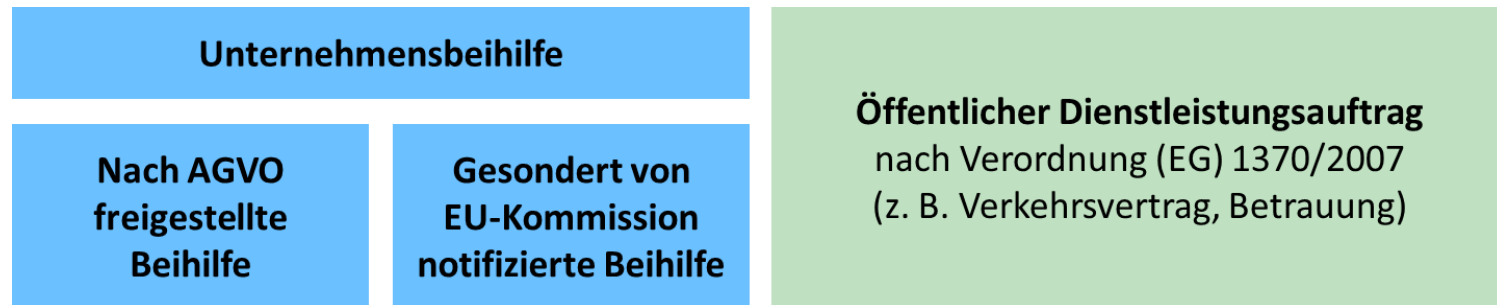 Unternehmensbeihilfe
Nach AGVO
freigestellte
Beihilfe
Gesondert von
EU-Kommission
notifizierte Beihilfe
Öffentlicher Dienstleistungsauftrag
nach Verordnung (EG) 1370/2007
(z. B. Verkehrsvertrag, Betrauung)